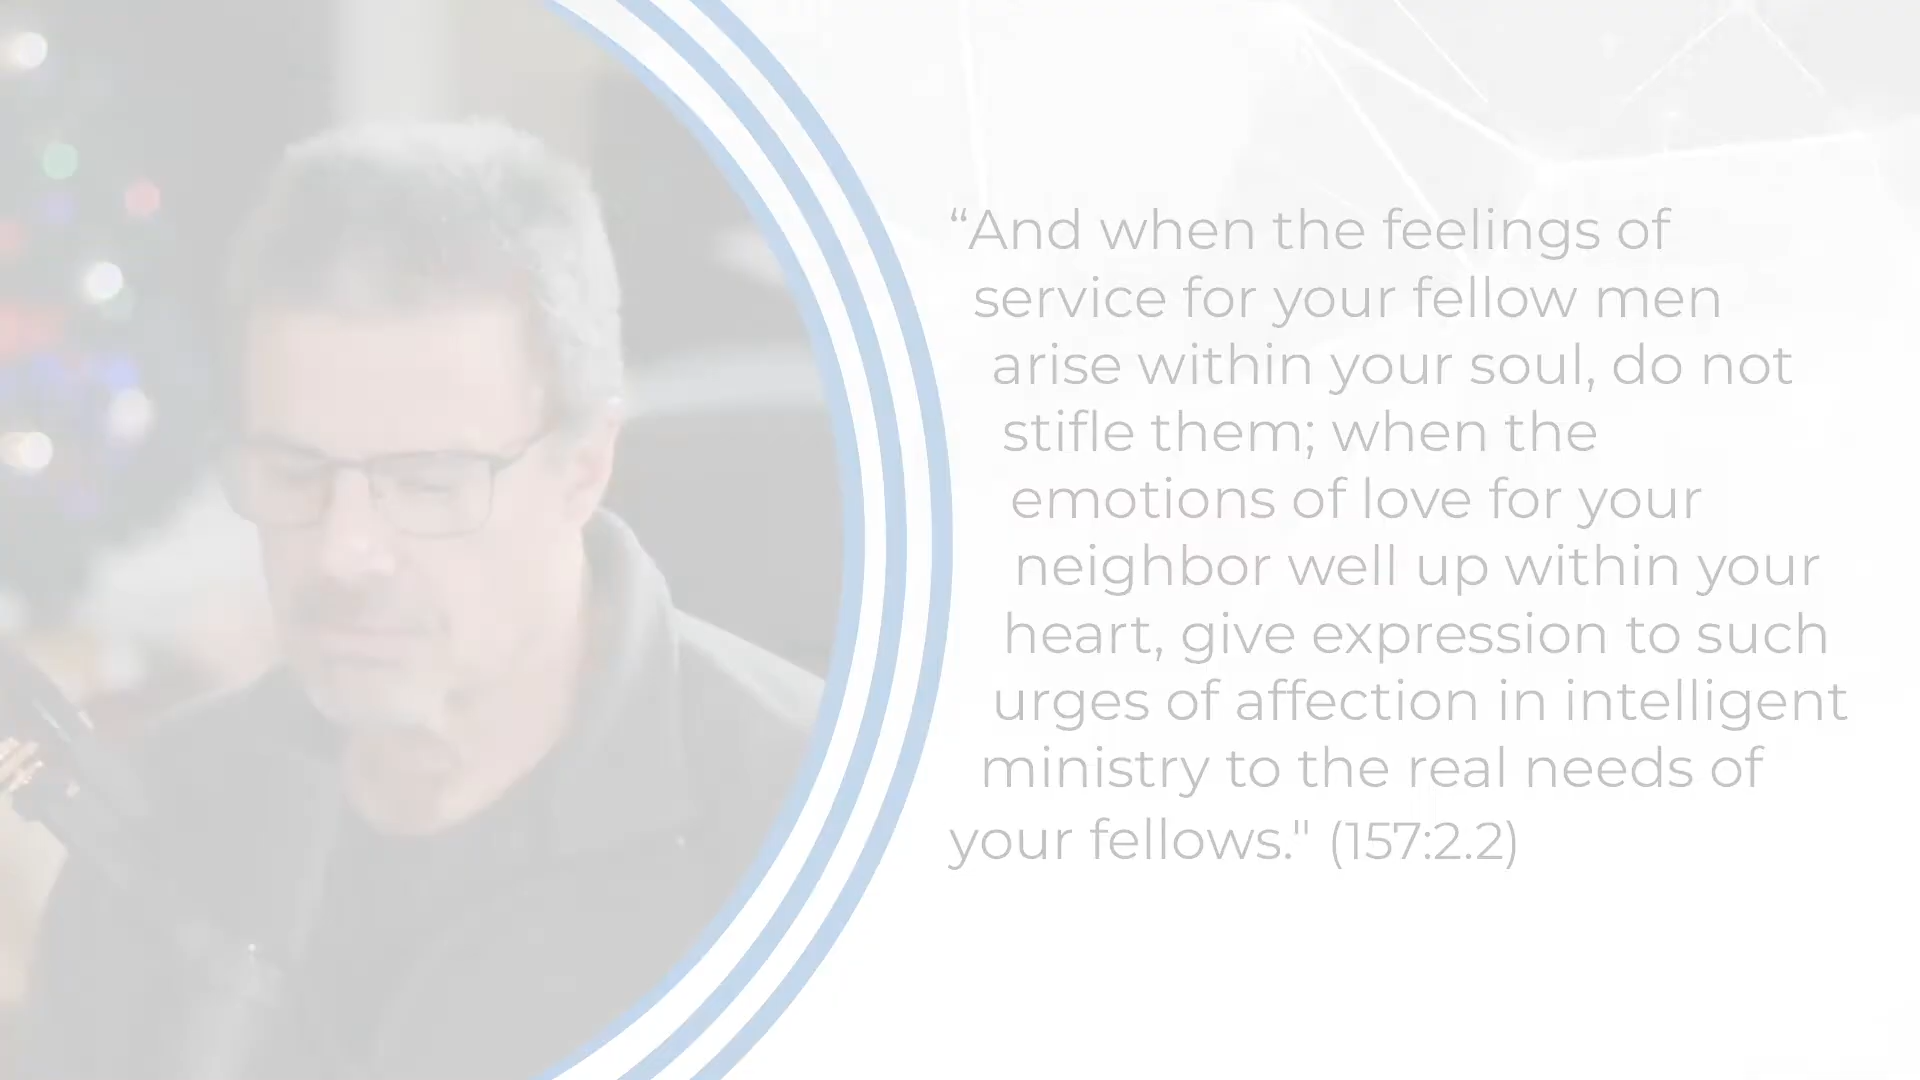 “And when the feelings of
service for your fellow men
arise within your soul, do not
stifle them; when the
emotions of love for your
neighbor well up within your
heart, give expression to such
urges of affection in intelligent
ministry to the real needs of
your fellows." (157:2.2)